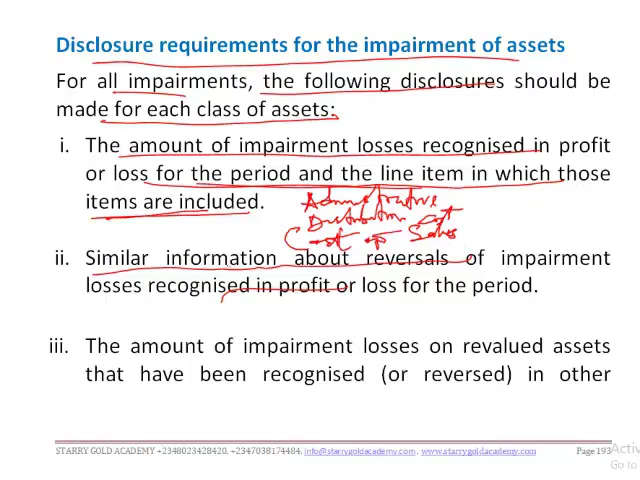 Disclosure requirements for the impairment of assets
For all impairments, the following disclosures should be
made for each class of assets:
i. The amount of impairment losses recognised in profit
or loss for the period and the line item in which those
items are included.
Administrative
Distribution cost
Cost of Sales
ii. Similar information about reversals of impairment
losses recognised in profit or loss for the period.
iii. The amount of impairment losses on revalued assets
that have been recognised (or reversed) in other
STARRY GOLD ACADEMY +2348023428420, +2347038174484, info@starrygoldacademy.com , www.starrygoldacademy.com Page 193
Activ
Go to